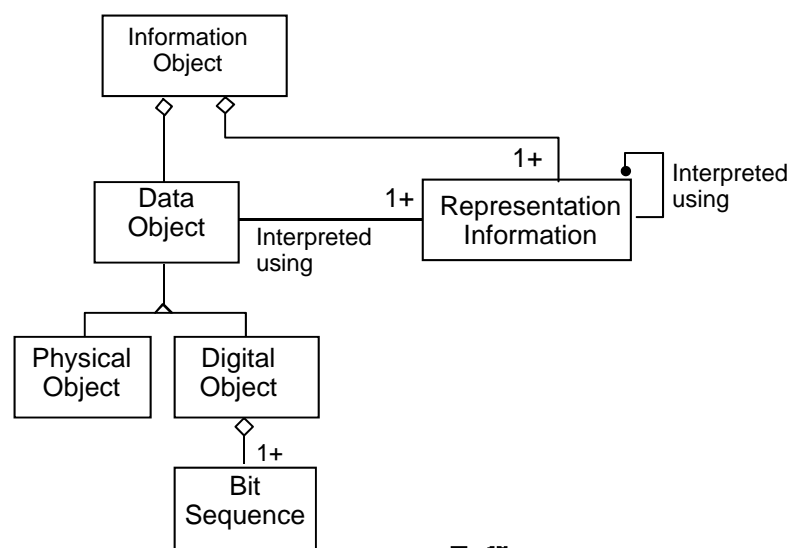 Information
Object
1+
Interpreted
using
Data
Object
1+
Representation
Information
Interpreted
using
Physical
Object
Digital
Object
1+
Bit
Sequence